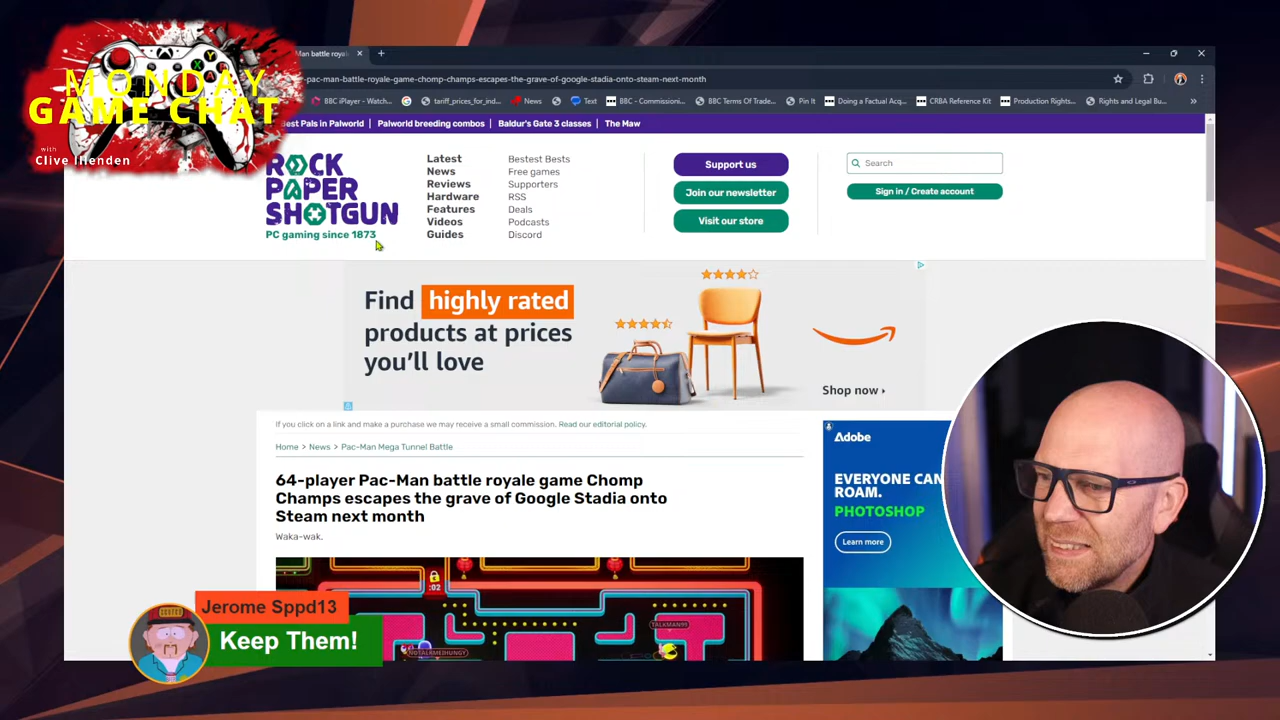 MONDAY
GAME CHAT
with
Clive Illenden
Man battle roya
-pac-man-battle-royale-game-chomp-champs-escapes-the-grave-of-google-stadia-onto-steam-next-month
BBC iPlayer - Watch...
tariff_prices_for_ind...
News
Text
BBC - Commissioni...
BBC Terms Of Trade...
Pin It
Doing a Factual Acq...
CRBA Reference Kit
Production Rights...
Rights and Legal Bu...
Best Pals in Palworld | Palworld breeding combos | Baldur's Gate 3 classes | The Maw
ROCK
PAPER
SHOTGUN
PC gaming since 1873
Latest
News
Reviews
Hardware
Features
Videos
Guides
Bestest Bests
Free games
Supporters
RSS
Deals
Podcasts
Discord
Support us
Join our newsletter
Visit our store
Search
Sign in / Create account
Find highly rated
products at prices
you'll love
Shop now
If you click on a link and make a purchase we may receive a small commission. Read our editorial policy.
Home > News > Pac-Man Mega Tunnel Battle
64-player Pac-Man battle royale game Chomp
Champs escapes the grave of Google Stadia onto
Steam next month
Waka-wak.
:02
TALKMAN99
NOTALRMEDHUNGY
Adobe
EVERYONE CAN
ROAM.
PHOTOSHOP
Learn more
Jerome Sppd13
Keep Them!